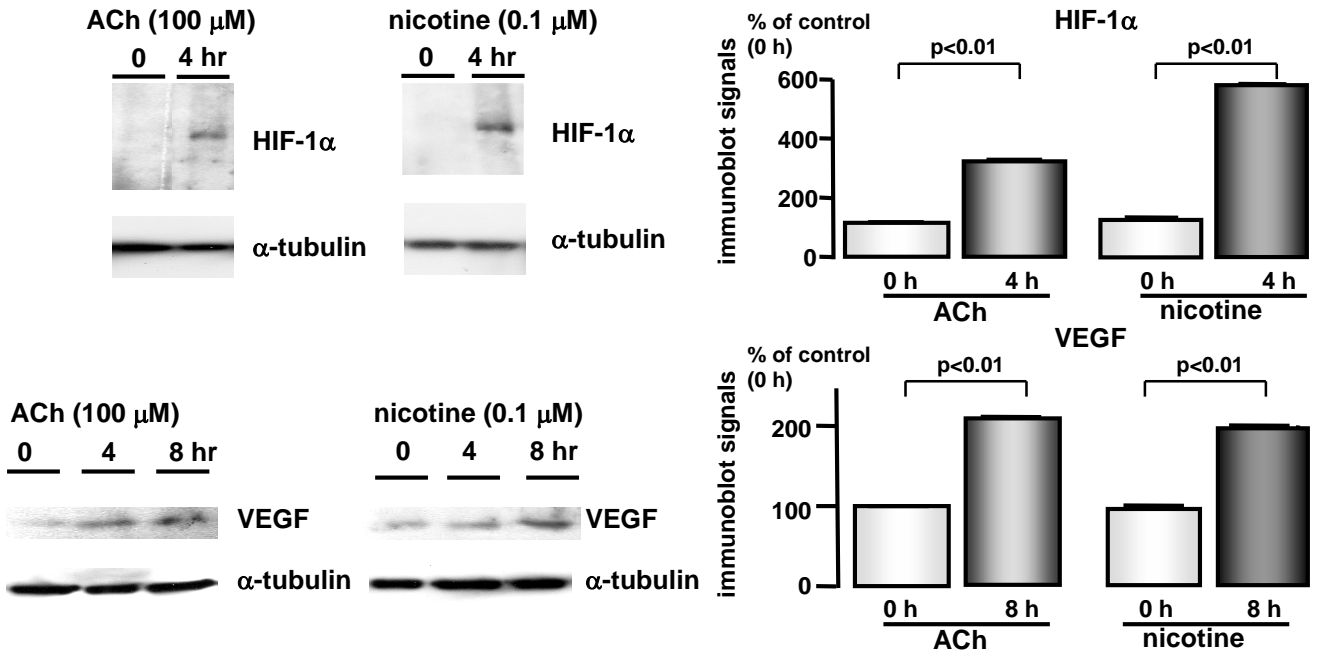 ACh (100 μM)
0 4 hr
HIF-1α
α-tubulin
nicotine (0.1 μM)
0 4 hr
HIF-1α
α-tubulin
HIF-1α
% of control
(0 h)
immunoblot signals
600
400
200
0
p<0.01
p<0.01
0 h 4 h 0 h 4 h
ACh nicotine
ACh (100 μM)
0 4 8 hr
VEGF
α-tubulin
nicotine (0.1 μM)
0 4 8 hr
VEGF
α-tubulin
VEGF
% of control
(0 h)
immunoblot signals
200
100
0
p<0.01
p<0.01
0 h 8 h 0 h 8 h
ACh nicotine